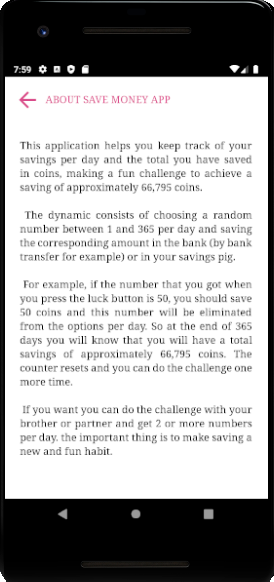 7:59
ABOUT SAVE MONEY APP
This application helps you keep track of your
savings per day and the total you have saved
in coins, making a fun challenge to achieve a
saving of approximately 66,795 coins.
The dynamic consists of choosing a random
number between 1 and 365 per day and saving
the corresponding amount in the bank (by bank
transfer for example) or in your savings pig.
For example, if the number that you got when
you press the luck button is 50, you should save
50 coins and this number will be eliminated
from the options per day. So at the end of 365
days you will know that you will have a total
savings of approximately 66,795 coins. The
counter resets and you can do the challenge one
more time.
If you want you can do the challenge with your
brother or partner and get 2 or more numbers
per day. the important thing is to make saving a
new and fun habit.